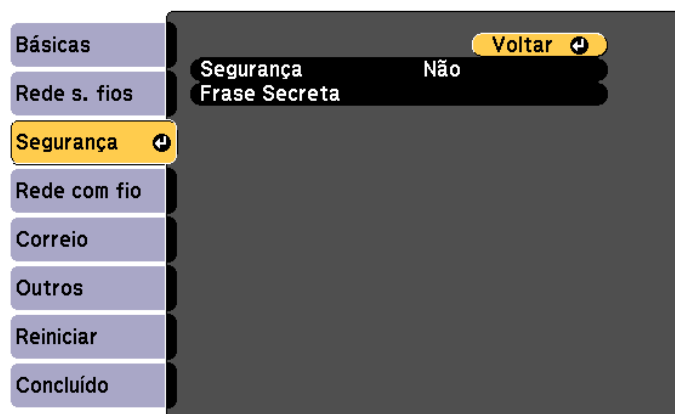 Básicas
Rede s. fios
Segurança
Rede com fio
Correio
Outros
Reiniciar
Concluído
Voltar
Segurança Não
Frase Secreta